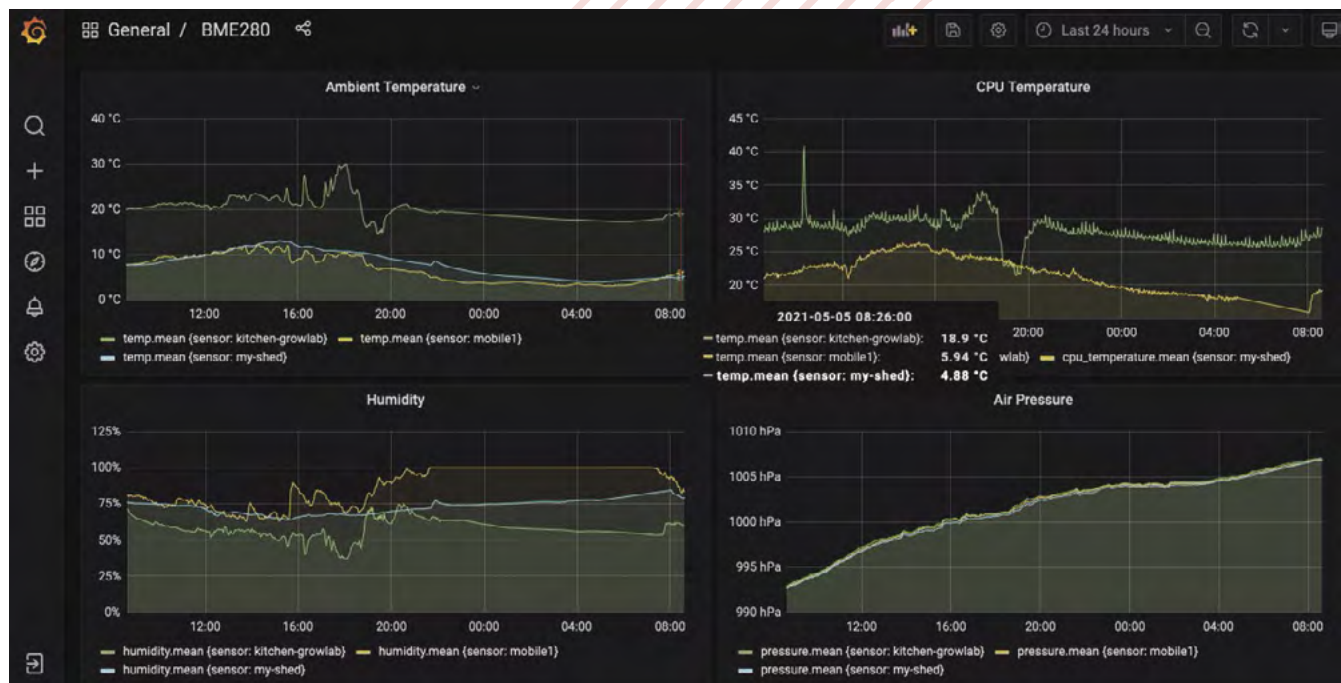 General / BME280
Last 24 hours
Ambient Temperature
40 °C
30 °C
20 °C
10 °C
0 °C
12:00 16:00 20:00 00:00 04:00 08:00
temp.mean {sensor: kitchen-growlab} temp.mean {sensor: mobile1}
temp.mean {sensor: my-shed}
CPU Temperature
45 °C
40 °C
35 °C
30 °C
25 °C
20 °C
20:00 00:00 04:00 08:00
wlab} cpu_temperature.mean {sensor: my-shed}
2021-05-05 08:26:00
temp.mean {sensor: kitchen-growlab}: 18.9 °C
temp.mean {sensor: mobile1}: 5.94 °C
temp.mean {sensor: my-shed}: 4.88 °C
Humidity
125%
100%
75%
50%
25%
0%
12:00 16:00 20:00 00:00 04:00 08:00
humidity.mean {sensor: kitchen-growlab} humidity.mean {sensor: mobile1}
humidity.mean {sensor: my-shed}
Air Pressure
1010 hPa
1005 hPa
1000 hPa
995 hPa
990 hPa
12:00 16:00 20:00 00:00 04:00 08:00
pressure.mean {sensor: kitchen-growlab} pressure.mean {sensor: mobile1}
pressure.mean {sensor: my-shed}